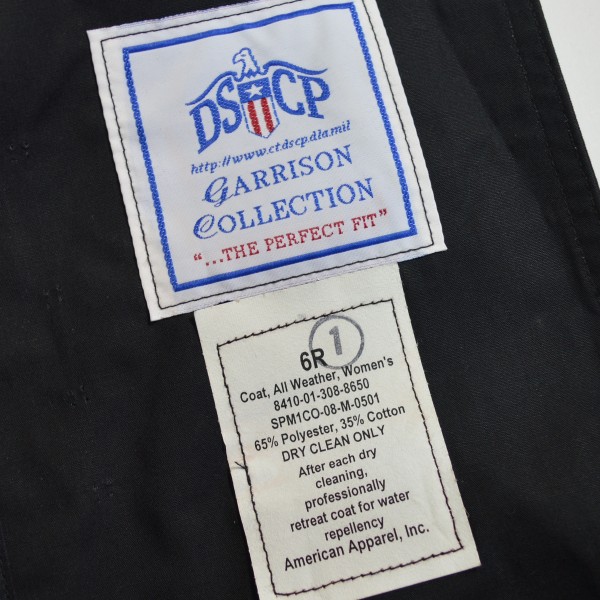 DSCP
http://www.ctdscp.dla.mil
GARRISON
COLLECTION
"...THE PERFECT FIT"
6R 1
Coat, All Weather, Women's
8410-01-308-8650
SPM1CO-08-M-0501
65% Polyester, 35% Cotton
DRY CLEAN ONLY
After each dry
cleaning,
professionally
retreat coat for water
repellency
American Apparel, Inc.